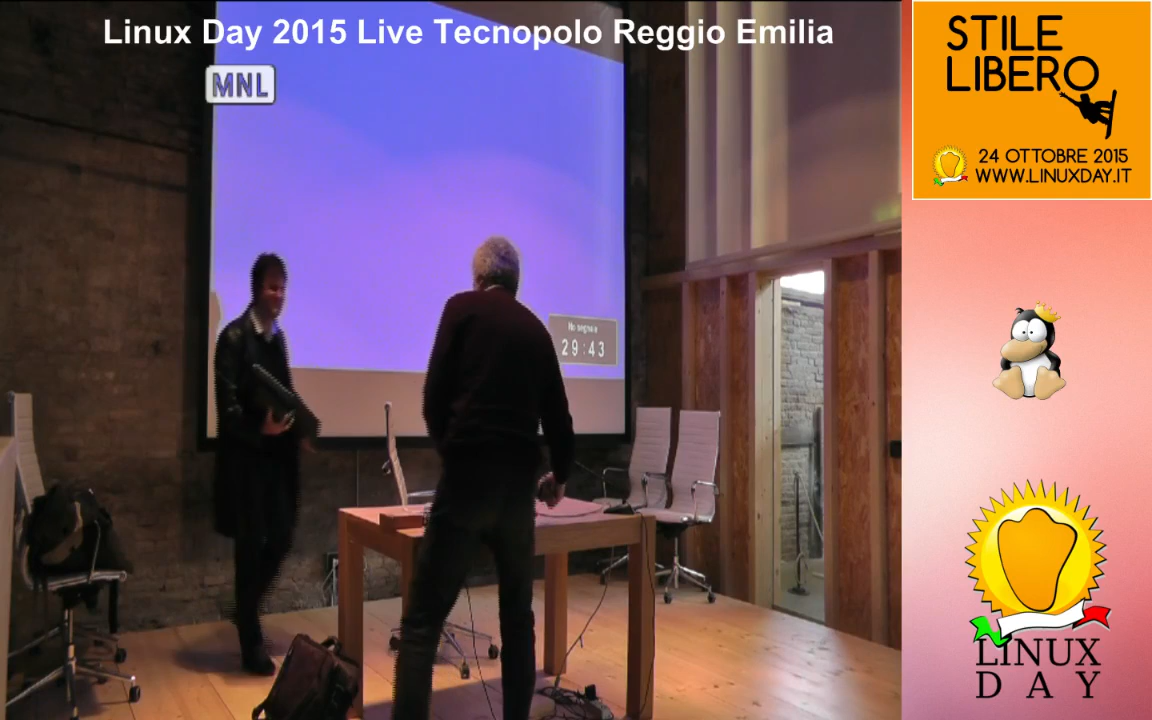 Linux Day 2015 Live Tecnopolo Reggio Emilia
MNL
No segnale
29:43
STILE
LIBERO
24 OTTOBRE 2015
WWW.LINUXDAY.IT
LINUX
DAY